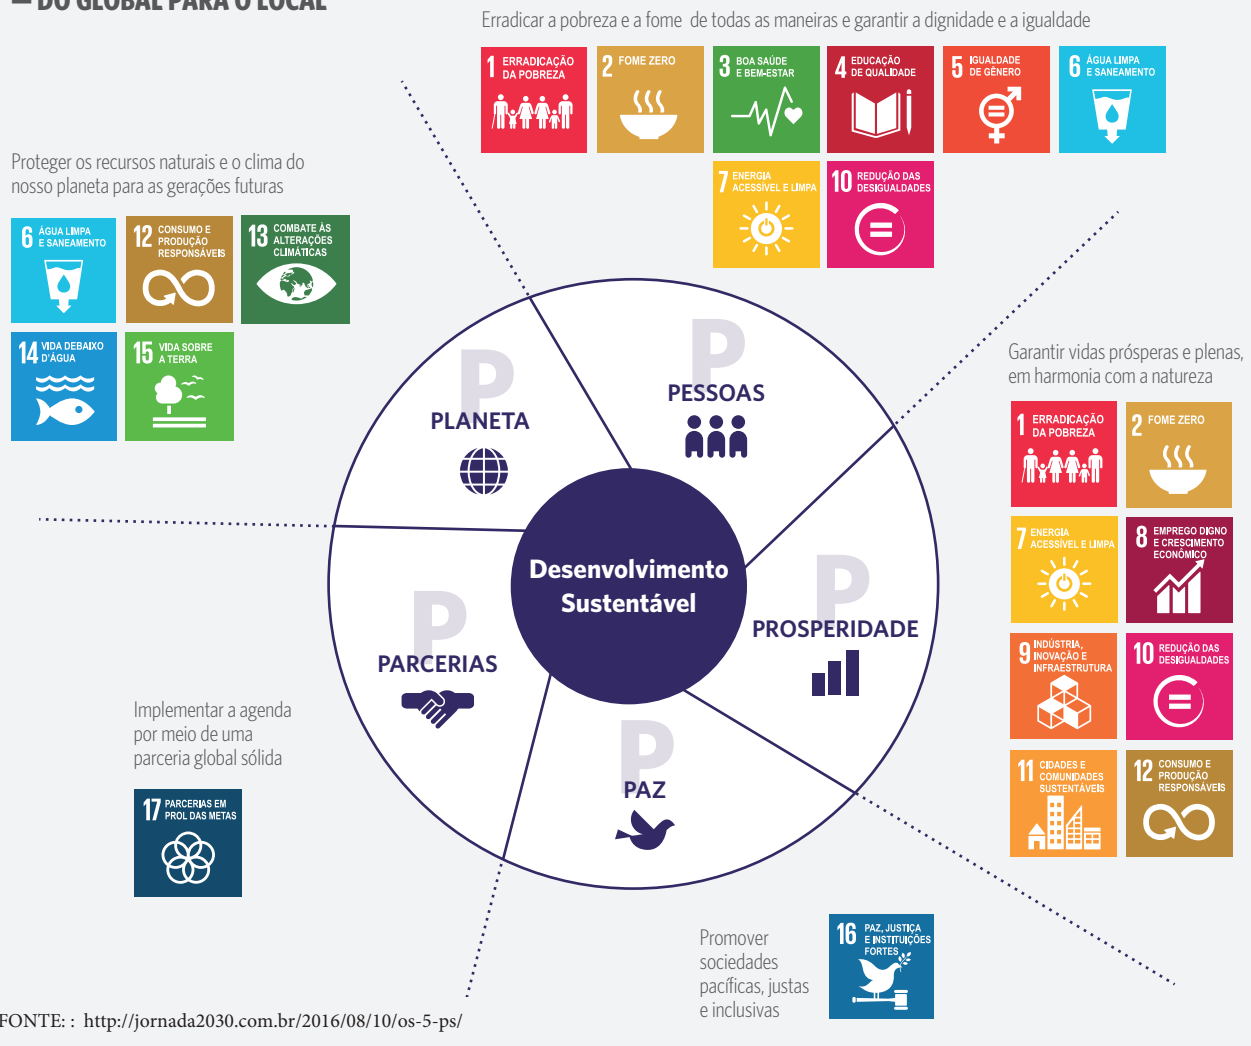 — DO GLOBAL PARA O LOCAL
Erradicar a pobreza e a fome de todas as maneiras e garantir a dignidade e a igualdade
1 ERRADICAÇÃO
DA POBREZA
2 FOME ZERO
3 BOA SAÚDE
E BEM-ESTAR
4 EDUCAÇÃO
DE QUALIDADE
5 IGUALDADE
DE GÊNERO
6 ÁGUA LIMPA
E SANEAMENTO
7 ENERGIA
ACESSÍVEL E LIMPA
10 REDUÇÃO DAS
DESIGUALDADES
Proteger os recursos naturais e o clima do
nosso planeta para as gerações futuras
6 ÁGUA LIMPA
E SANEAMENTO
12 CONSUMO E
PRODUÇÃO
RESPONSÁVEIS
13 COMBATE ÀS
ALTERAÇÕES
CLIMÁTICAS
14 VIDA DEBAIXO
D'ÁGUA
15 VIDA SOBRE
A TERRA
Garantir vidas prósperas e plenas,
em harmonia com a natureza
1 ERRADICAÇÃO
DA POBREZA
2 FOME ZERO
7 ENERGIA
ACESSÍVEL E LIMPA
8 EMPREGO DIGNO
E CRESCIMENTO
ECONÔMICO
9 INDÚSTRIA,
INOVAÇÃO E
INFRAESTRUTURA
10 REDUÇÃO DAS
DESIGUALDADES
11 CIDADES E
COMUNIDADES
SUSTENTÁVEIS
12 CONSUMO E
PRODUÇÃO
RESPONSÁVEIS
P
PLANETA
P
PESSOAS
Desenvolvimento
Sustentável
P
PROSPERIDADE
P
PARCERIAS
P
PAZ
Implementar a agenda
por meio de uma
parceria global sólida
17 PARCERIAS EM
PROL DAS METAS
Promover
sociedades
pacíficas, justas
e inclusivas
16 PAZ, JUSTIÇA
E INSTITUIÇÕES
FORTES
FONTE: : http://jornada2030.com.br/2016/08/10/os-5-ps/